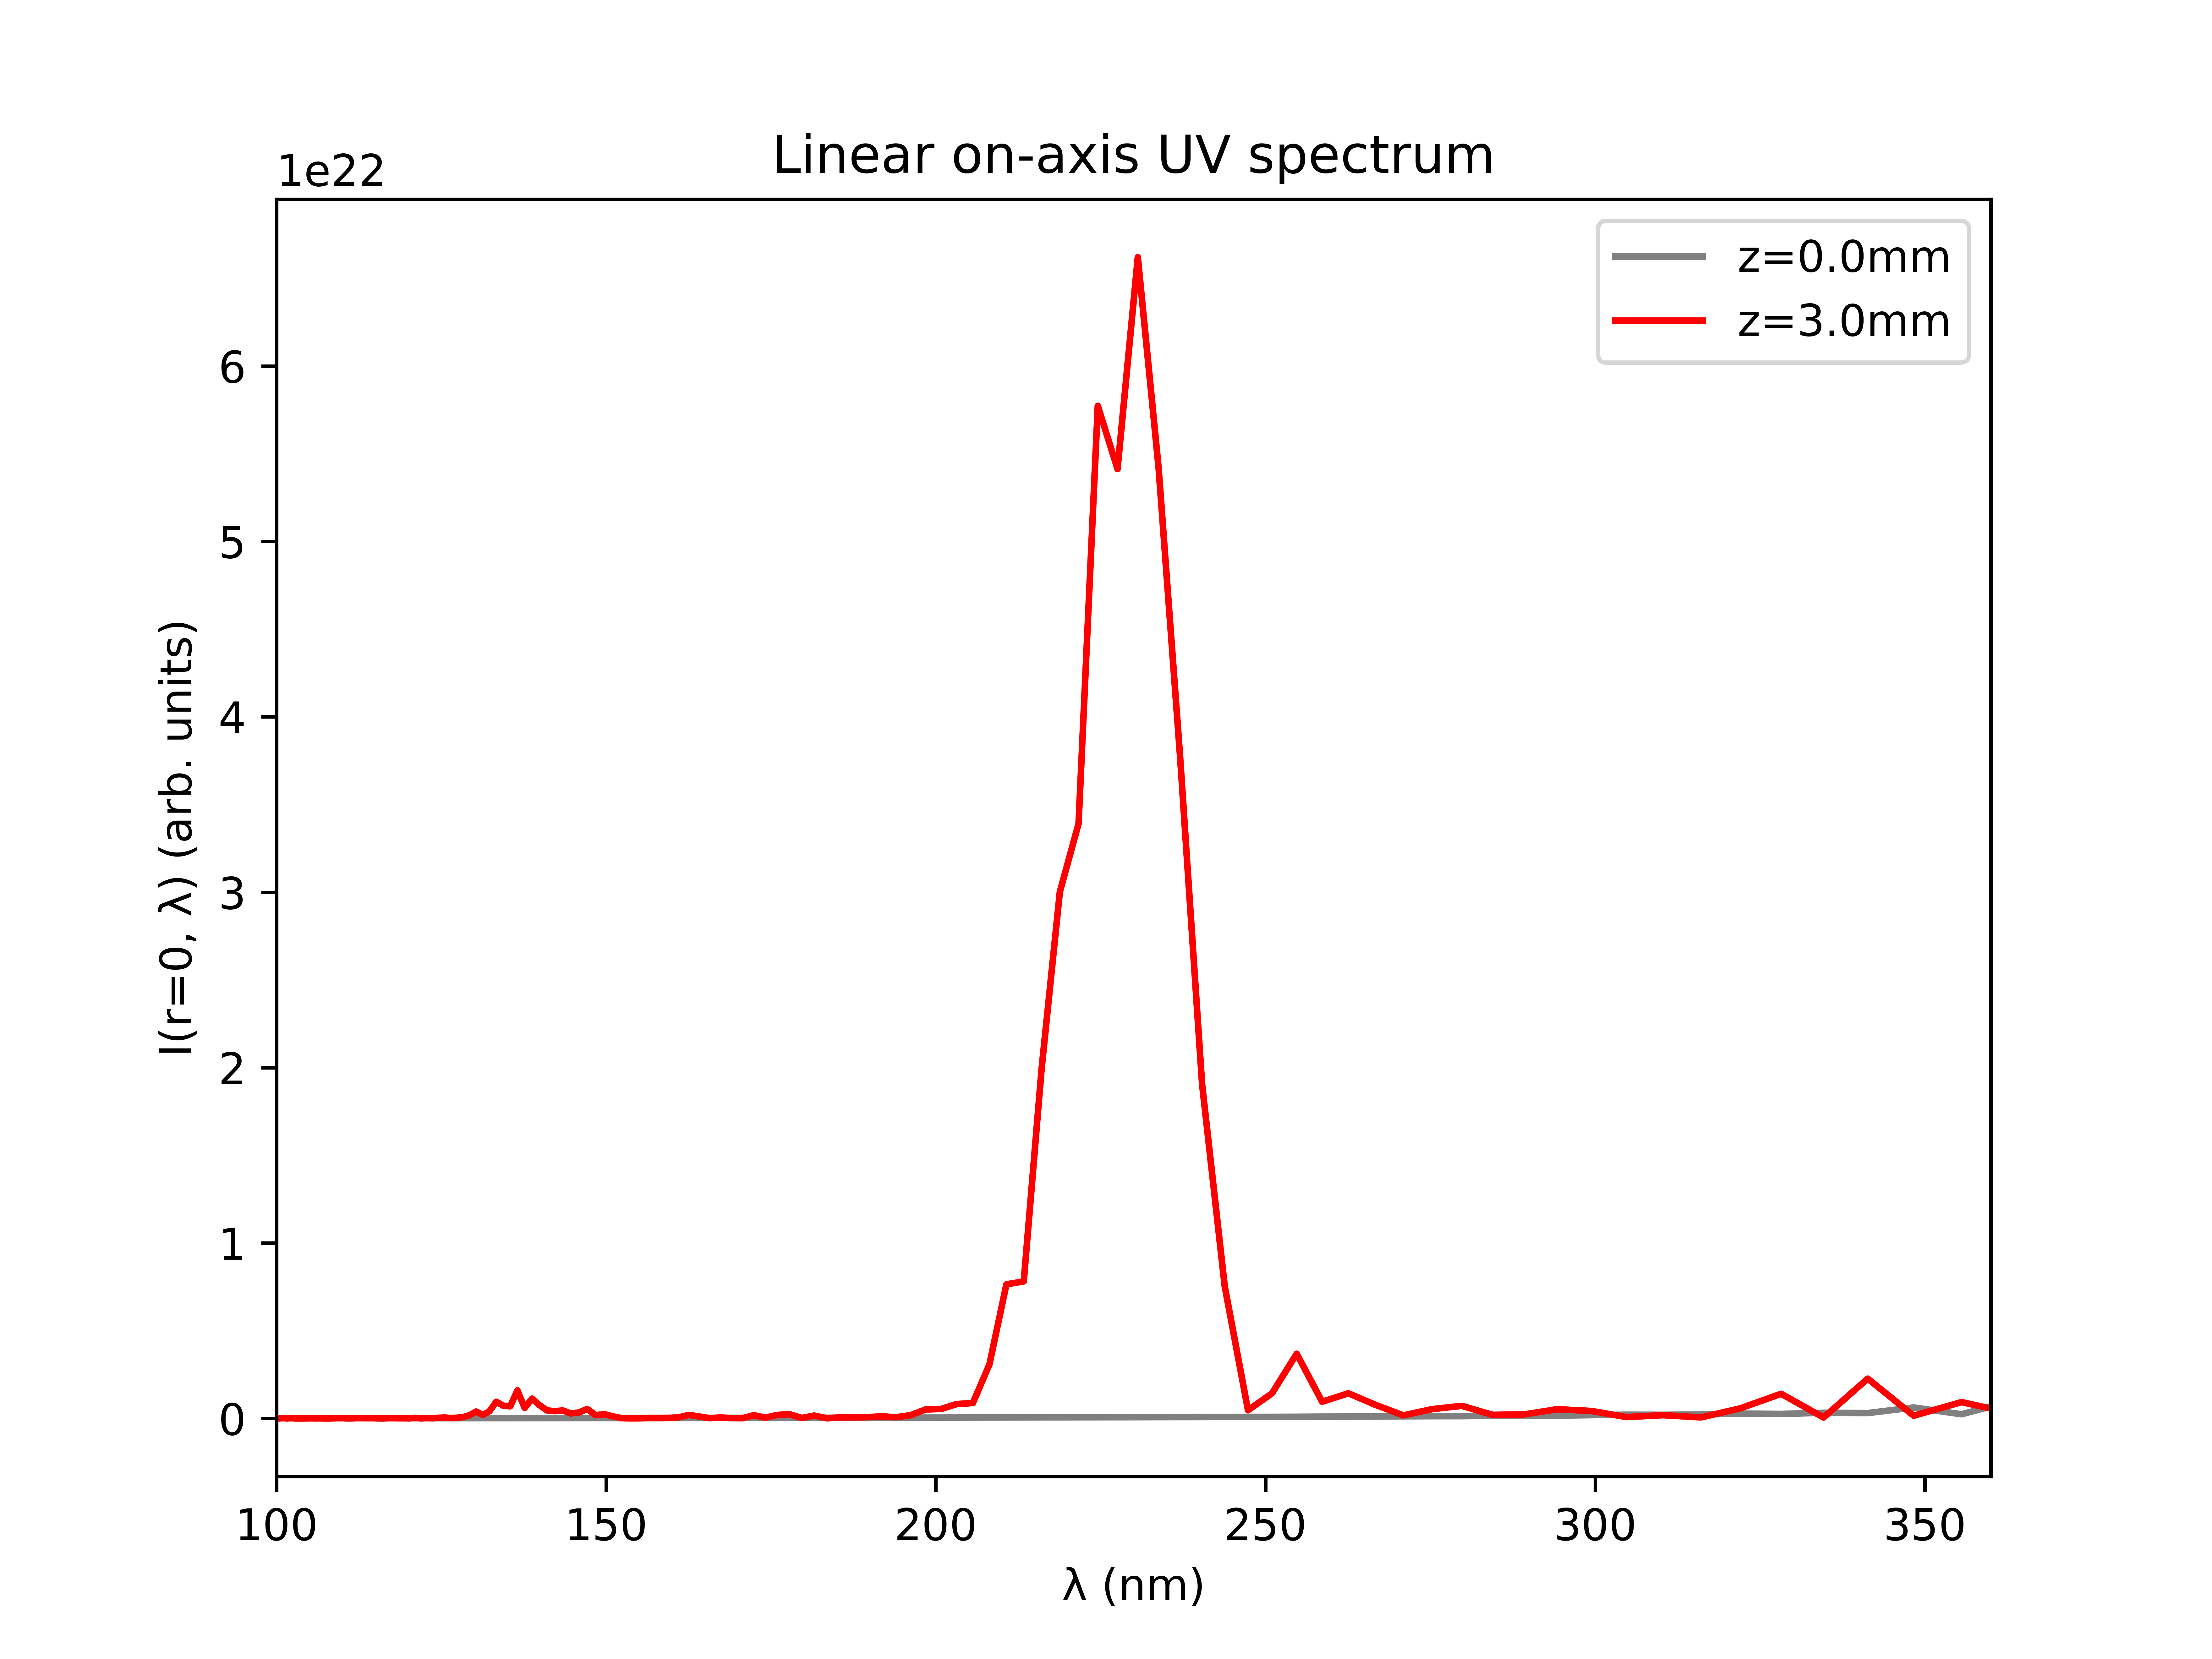 Linear on-axis UV spectrum
1e22
z=0.0mm
z=3.0mm
6
5
4
3
2
1
0
I(r=0, λ) (arb. units)
100 150 200 250 300 350
λ (nm)